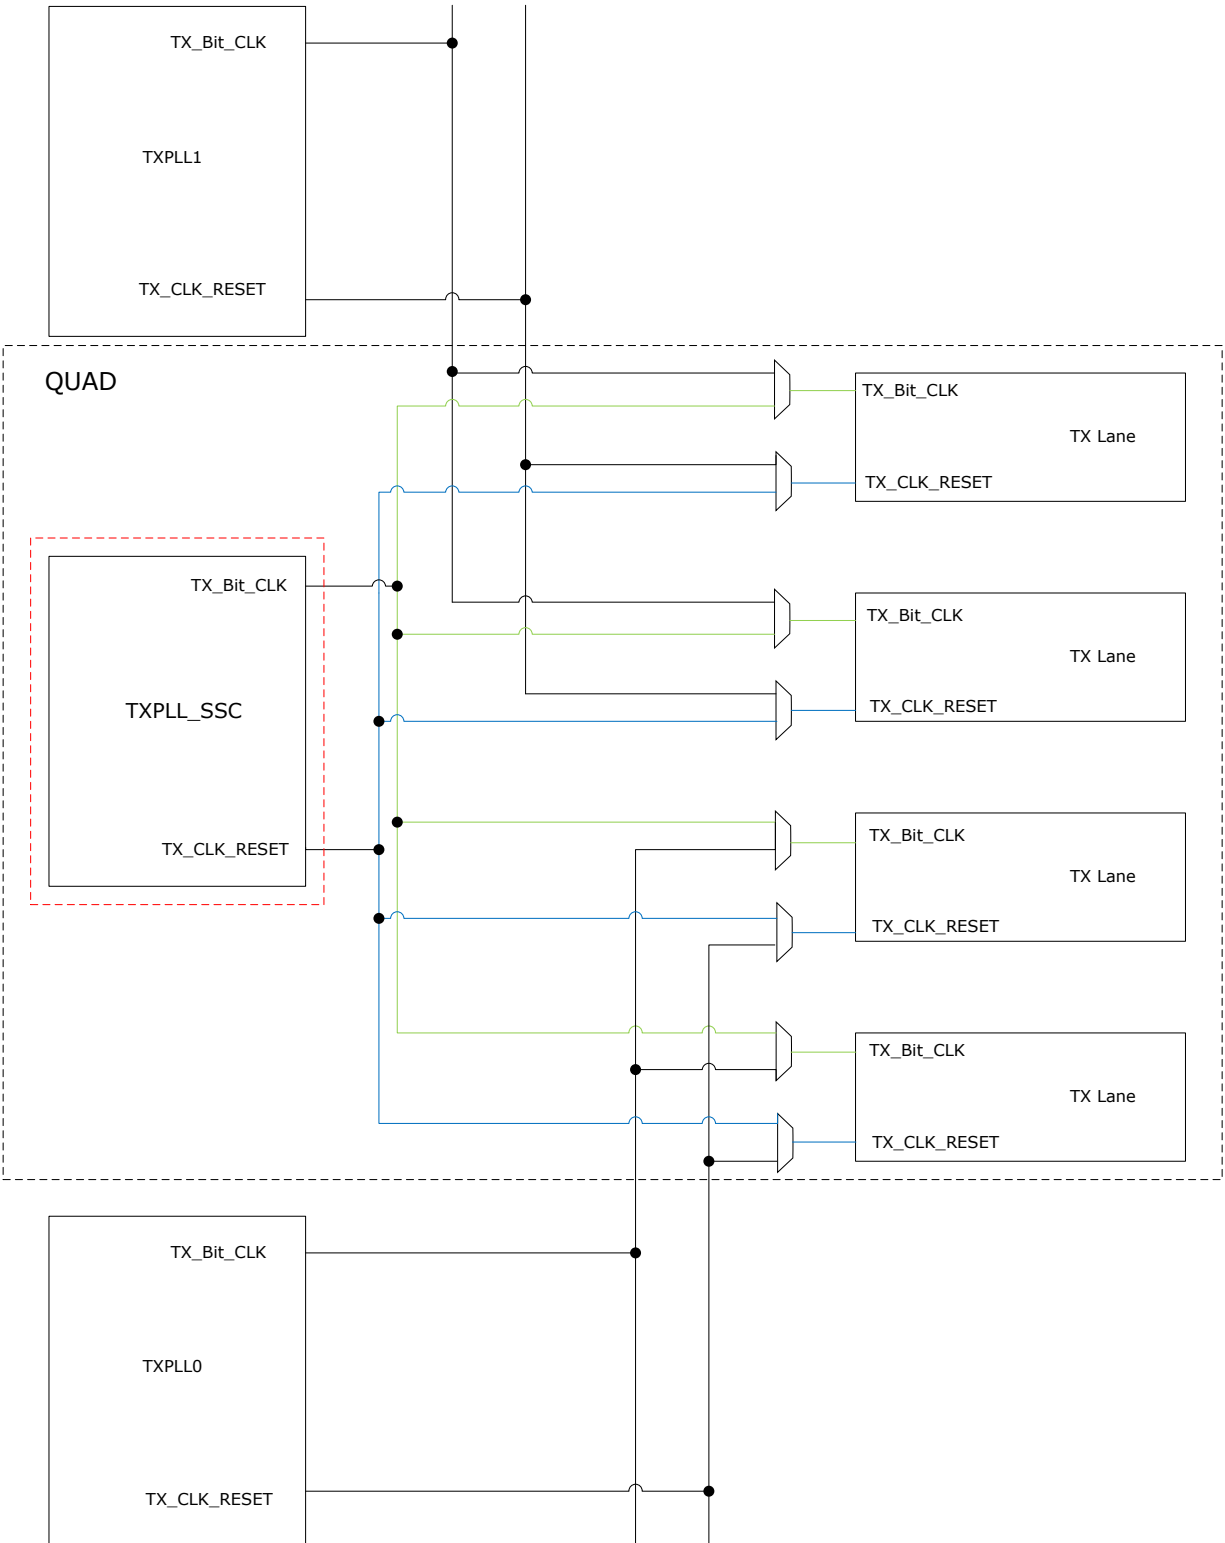 TX_Bit_CLK
TXPLL1
TX_CLK_RESET
QUAD
TX_Bit_CLK
TX Lane
TX_CLK_RESET
TX_Bit_CLK
TXPLL_SSC
TX_CLK_RESET
TX_Bit_CLK
TX Lane
TX_CLK_RESET
TX_Bit_CLK
TX Lane
TX_CLK_RESET
TX_Bit_CLK
TX Lane
TX_CLK_RESET
TX_Bit_CLK
TXPLL0
TX_CLK_RESET